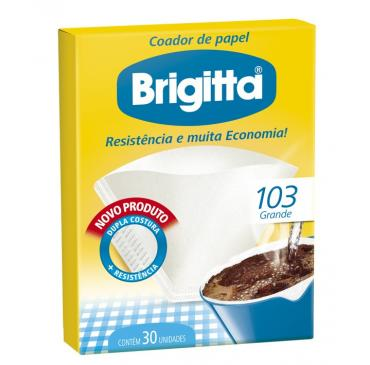 Coador de papel
Brigitta®
Resistência e muita Economia!
103
Grande
NOVO PRODUTO
DUPLA COSTURA
+ RESISTÊNCIA
CONTÉM 30 UNIDADES